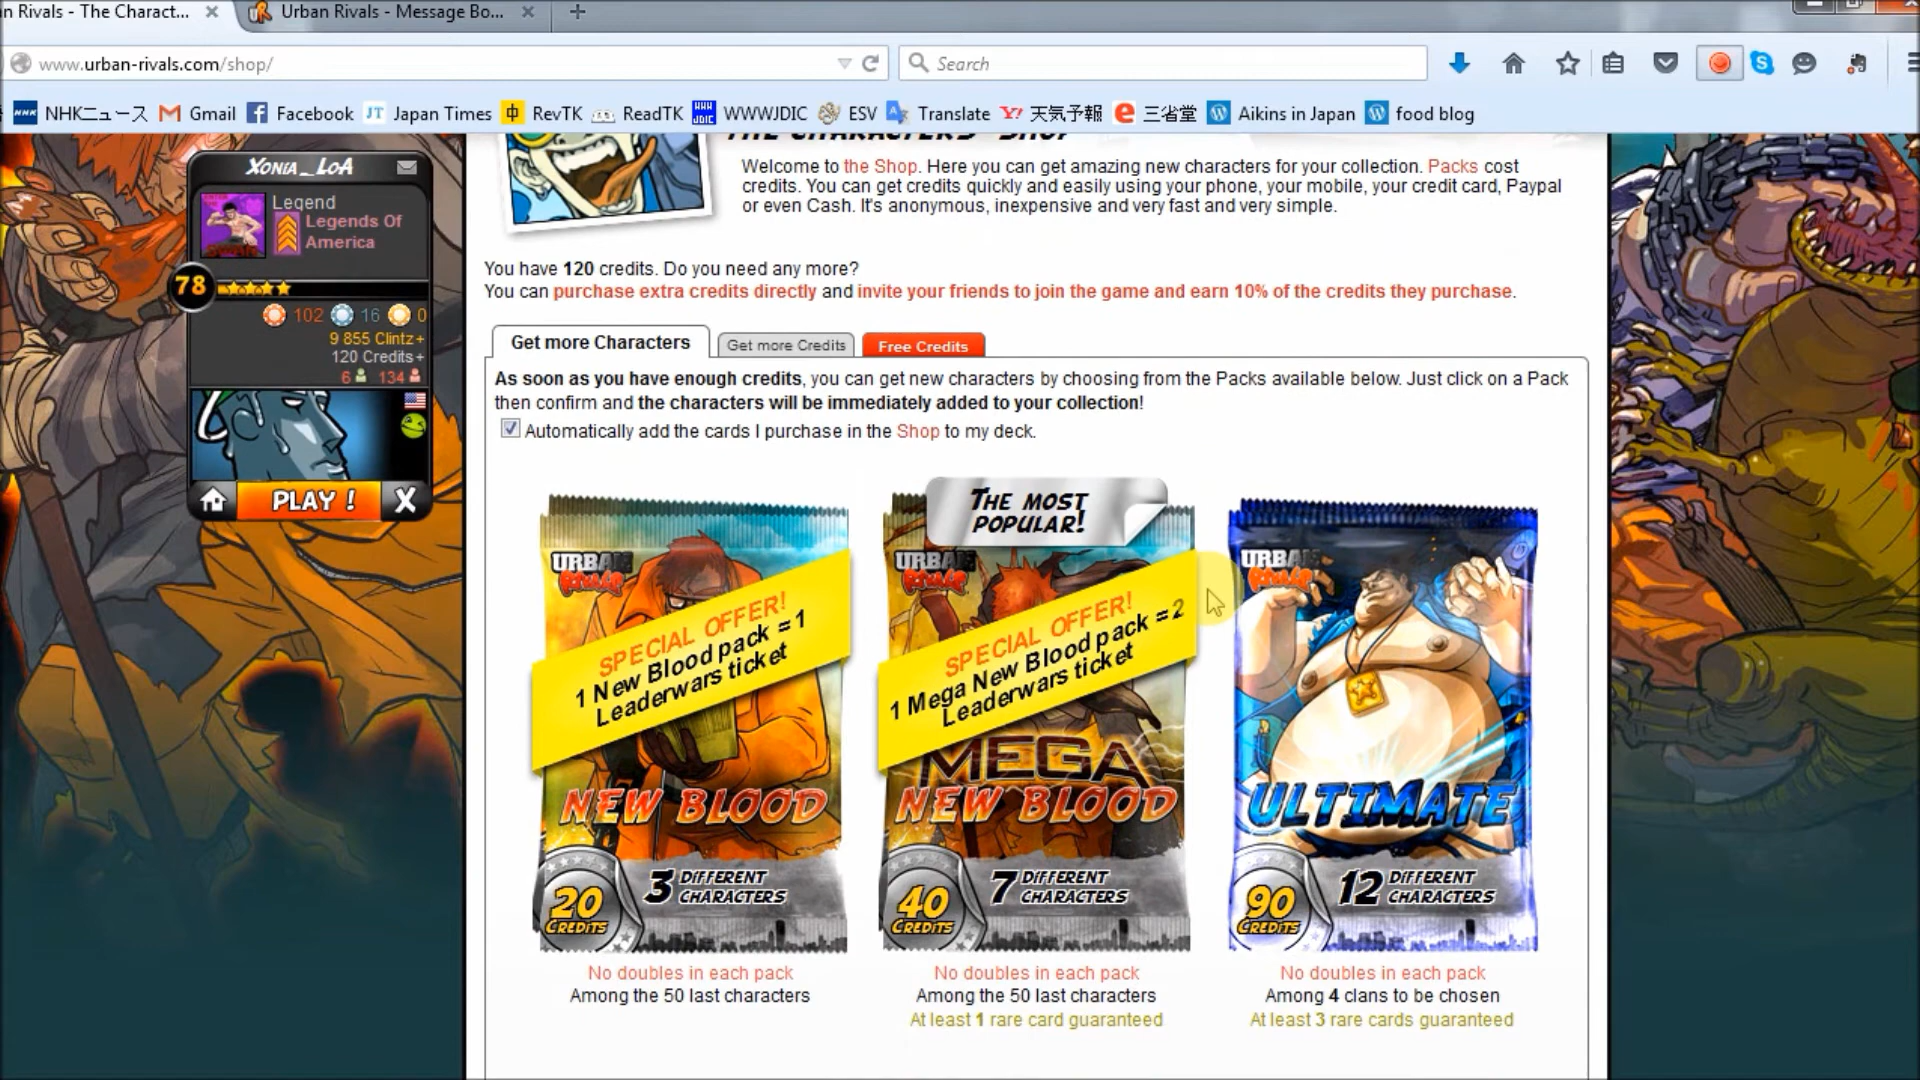 n Rivals - The Charact...
Urban Rivals - Message Bo...
www.urban-rivals.com/shop/
Search
NHKニュース
Gmail
Facebook
JT Japan Times
中 RevTK
ReadTK
WWWJDIC
ESV
Translate
Y! 天気予報
e 三省堂
Aikins in Japan
food blog
Xonia_LoA
Legend
Legends Of
America
78
102 16 0
9 855 Clintz+
120 Credits+
6 134
PLAY !
X
THE CHARACTERS' SHOP
Welcome to the Shop. Here you can get amazing new characters for your collection. Packs cost
credits. You can get credits quickly and easily using your phone, your mobile, your credit card, Paypal
or even Cash. It's anonymous, inexpensive and very fast and very simple.
You have 120 credits. Do you need any more?
You can purchase extra credits directly and invite your friends to join the game and earn 10% of the credits they purchase.
Get more Characters
Get more Credits
Free Credits
As soon as you have enough credits, you can get new characters by choosing from the Packs available below. Just click on a Pack
then confirm and the characters will be immediately added to your collection!
Automatically add the cards I purchase in the Shop to my deck.
URBAN
RIVALS
SPECIAL OFFER!
1 New Blood pack = 1
Leaderwars ticket
NEW BLOOD
20
CREDITS
3 DIFFERENT
CHARACTERS
No doubles in each pack
Among the 50 last characters
THE MOST
POPULAR!
URBAN
RIVALS
SPECIAL OFFER!
1 Mega New Blood pack = 2
Leaderwars ticket
MEGA
NEW BLOOD
40
CREDITS
7 DIFFERENT
CHARACTERS
No doubles in each pack
Among the 50 last characters
At least 1 rare card guaranteed
URBAN
RIVALS
ULTIMATE
90
CREDITS
12 DIFFERENT
CHARACTERS
No doubles in each pack
Among 4 clans to be chosen
At least 3 rare cards guaranteed